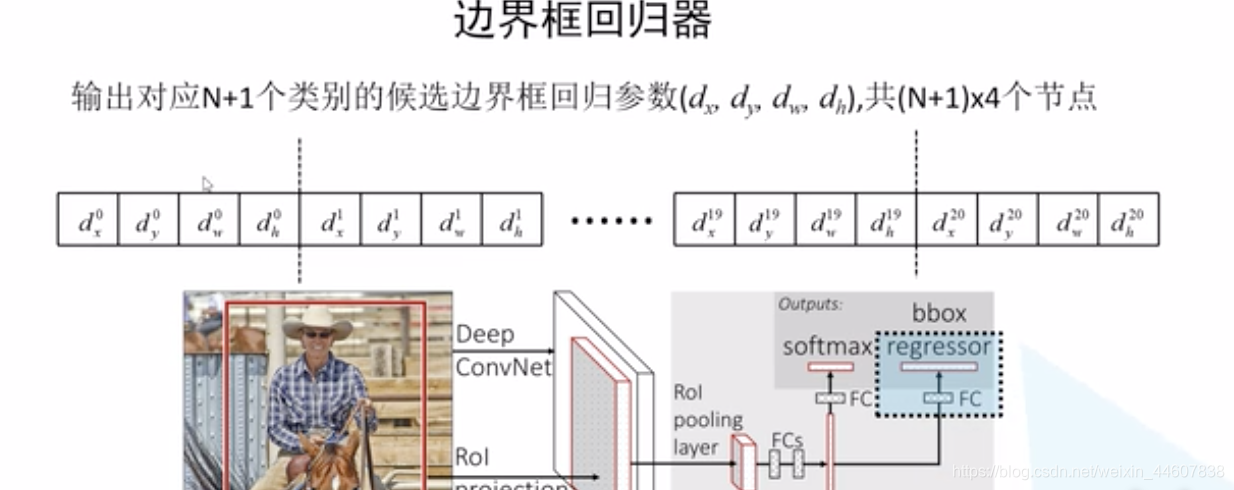 边界框回归器
输出对应N+1个类别的候选边界框回归参数(dx, dy, dw, dh),共(N+1)x4个节点
d_x^0 d_y^0 d_w^0 d_h^0 d_x^1 d_y^1 d_w^1 d_h^1 ······· d_x^19 d_y^19 d_w^19 d_h^19 d_x^20 d_y^20 d_w^20 d_h^20
Outputs:
bbox
softmax regressor
Deep
ConvNet
RoI
pooling
layer
FC
FC
FCs
RoI
projection
https://blog.csdn.net/weixin_44607838